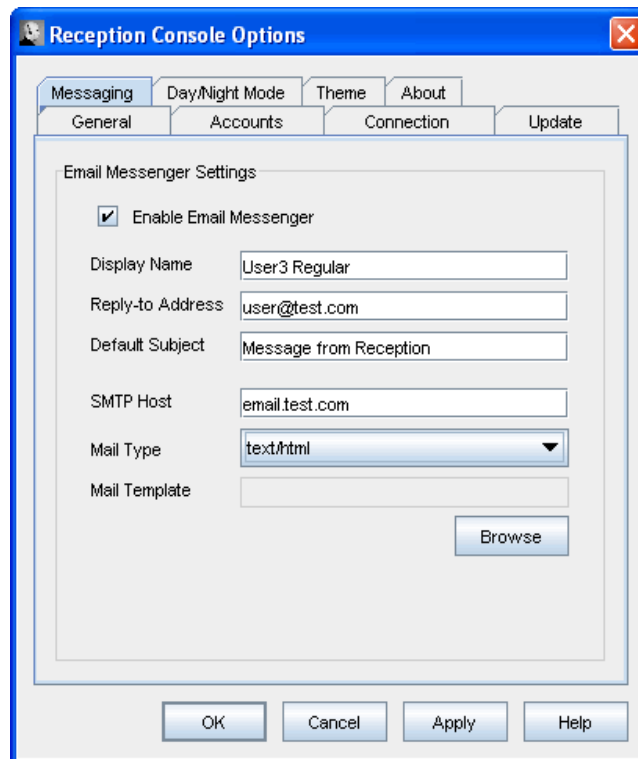 Reception Console Options
Messaging Day/Night Mode Theme About
General Accounts Connection Update
Email Messenger Settings
Enable Email Messenger
Display Name User3 Regular
Reply-to Address user@test.com
Default Subject Message from Reception
SMTP Host email.test.com
Mail Type text/html
Mail Template
Browse
OK Cancel Apply Help